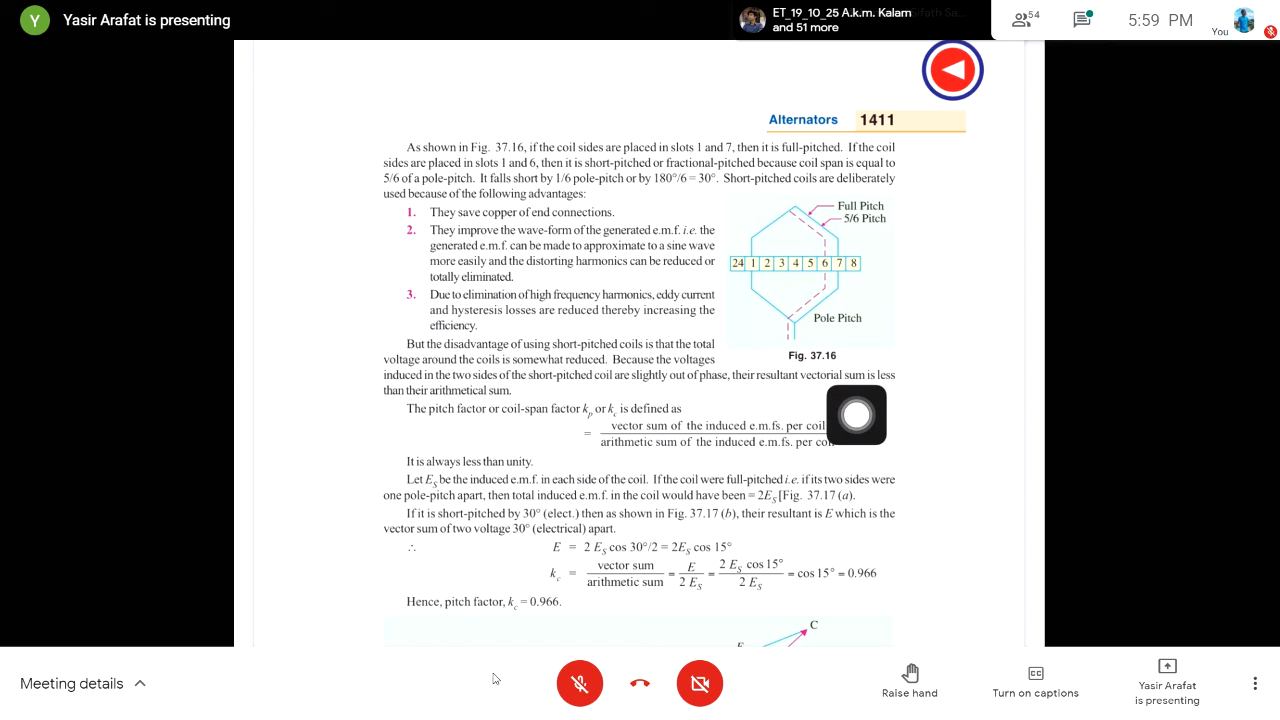 Y
Yasir Arafat is presenting
ET_19_10_25 A.k.m. Kalam
and 51 more
54
5:59 PM
You
Alternators 1411
As shown in Fig. 37.16, if the coil sides are placed in slots 1 and 7, then it is full-pitched. If the coil
sides are placed in slots 1 and 6, then it is short-pitched or fractional-pitched because coil span is equal to
5/6 of a pole-pitch. It falls short by 1/6 pole-pitch or by 180°/6 = 30°. Short-pitched coils are deliberately
used because of the following advantages:
1. They save copper of end connections.
2. They improve the wave-form of the generated e.m.f. i.e. the
generated e.m.f. can be made to approximate to a sine wave
more easily and the distorting harmonics can be reduced or
totally eliminated.
3. Due to elimination of high frequency harmonics, eddy current
and hysteresis losses are reduced thereby increasing the
efficiency.
Full Pitch
5/6 Pitch
24 1 2 3 4 5 6 7 8
Pole Pitch
Fig. 37.16
But the disadvantage of using short-pitched coils is that the total
voltage around the coils is somewhat reduced. Because the voltages
induced in the two sides of the short-pitched coil are slightly out of phase, their resultant vectorial sum is less
than their arithmetical sum.
The pitch factor or coil-span factor kp or kc is defined as
= vector sum of the induced e.m.fs. per coil
arithmetic sum of the induced e.m.fs. per
It is always less than unity.
Let ES be the induced e.m.f. in each side of the coil. If the coil were full-pitched i.e. if its two sides were
one pole-pitch apart, then total induced e.m.f. in the coil would have been = 2ES [Fig. 37.17 (a).
If it is short-pitched by 30° (elect.) then as shown in Fig. 37.17 (b), their resultant is E which is the
vector sum of two voltage 30° (electrical) apart.
∴ E = 2 ES cos 30°/2 = 2ES cos 15°
kc = vector sum / arithmetic sum = E / 2 ES = 2 ES cos 15° / 2 ES = cos 15° = 0.966
Hence, pitch factor, kc = 0.966.
C
Meeting details
Raise hand
CC
Turn on captions
Yasir Arafat
is presenting